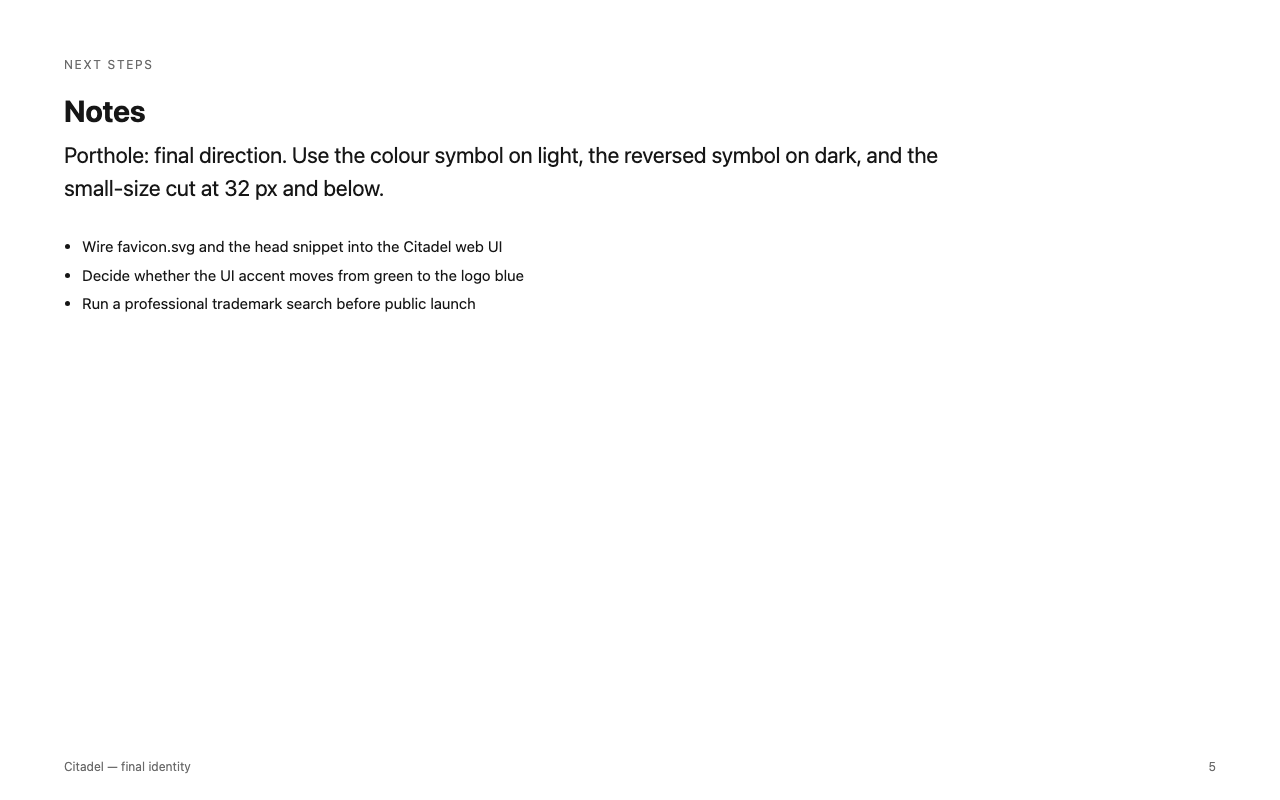 NEXT STEPS
Notes
Porthole: final direction. Use the colour symbol on light, the reversed symbol on dark, and the
small-size cut at 32 px and below.
• Wire favicon.svg and the head snippet into the Citadel web UI
• Decide whether the UI accent moves from green to the logo blue
• Run a professional trademark search before public launch
Citadel — final identity
5